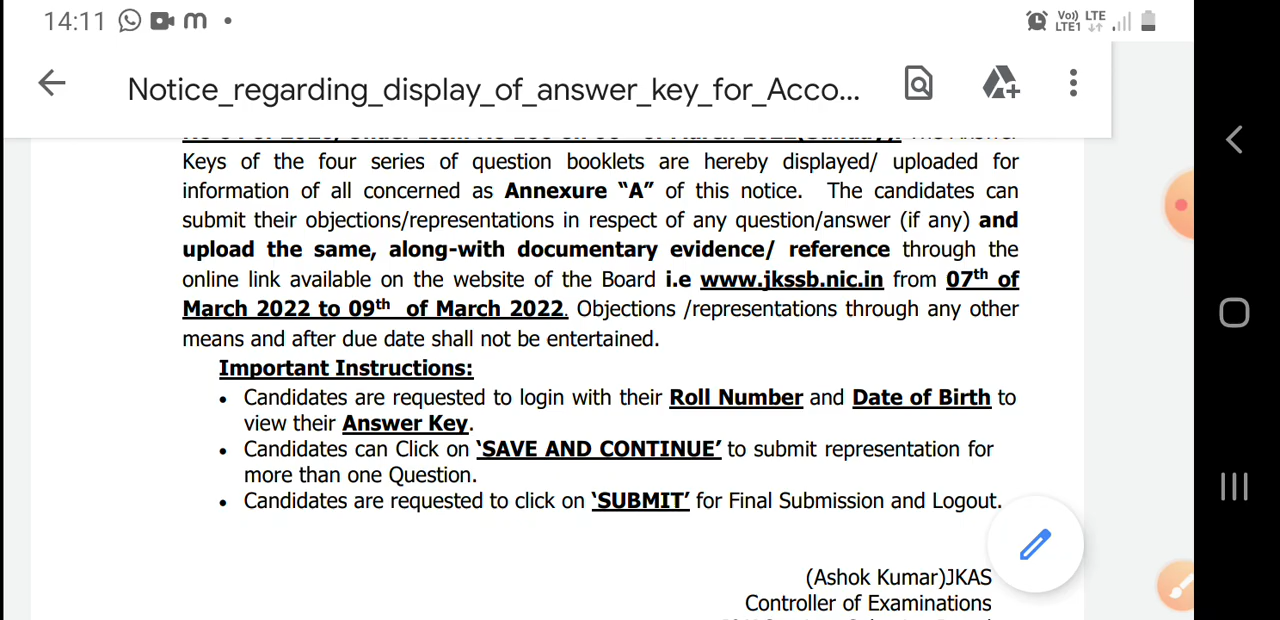 14:11
Vo)) LTE
LTE1
Notice_regarding_display_of_answer_key_for_Acco...
Keys of the four series of question booklets are hereby displayed/ uploaded for
information of all concerned as Annexure “A” of this notice. The candidates can
submit their objections/representations in respect of any question/answer (if any) and
upload the same, along-with documentary evidence/ reference through the
online link available on the website of the Board i.e www.jkssb.nic.in from 07th of
March 2022 to 09th of March 2022. Objections /representations through any other
means and after due date shall not be entertained.
Important Instructions:
• Candidates are requested to login with their Roll Number and Date of Birth to
view their Answer Key.
• Candidates can Click on ‘SAVE AND CONTINUE’ to submit representation for
more than one Question.
• Candidates are requested to click on ‘SUBMIT’ for Final Submission and Logout.
(Ashok Kumar)JKAS
Controller of Examinations